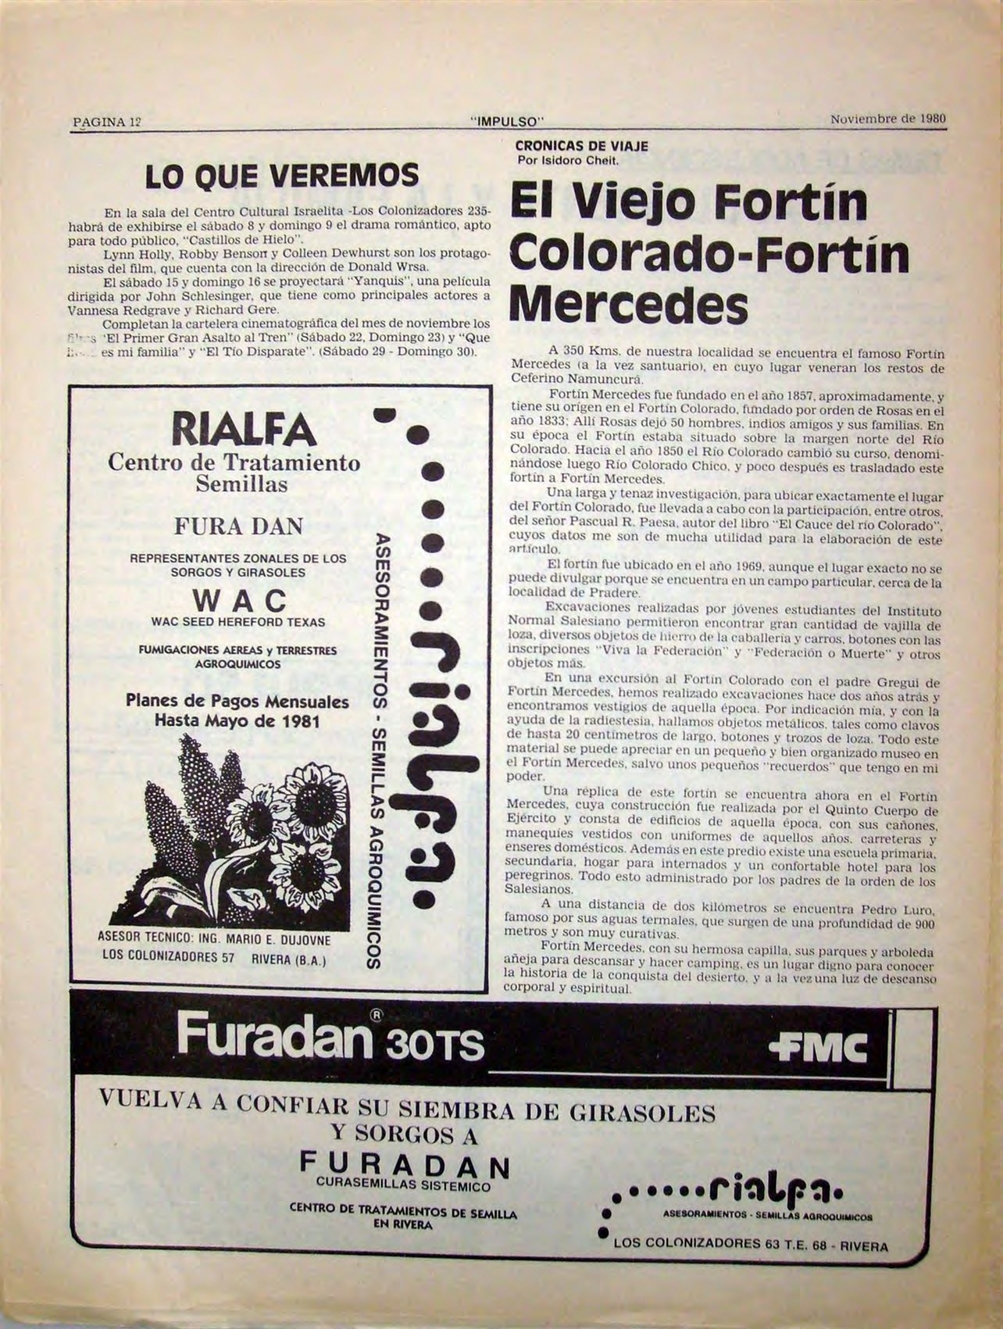 PAGINA 12
"IMPULSO"
Noviembre de 1980
LO QUE VEREMOS
En la sala del Centro Cultural Israelita -Los Colonizadores 235-
habrá de exhibirse el sábado 8 y domingo 9 el drama romántico, apto
para todo público, "Castillos de Hielo".
Lynn Holly, Robby Benson y Colleen Dewhurst son los protago-
nistas del film, que cuenta con la dirección de Donald Wrsa.
El sábado 15 y domingo 16 se proyectará "Yanquis", una película
dirigida por John Schlesinger, que tiene como principales actores a
Vannesa Redgrave y Richard Gere.
Completan la cartelera cinematográfica del mes de noviembre los
"El Primer Gran Asalto al Tren" (Sábado 22, Domingo 23) y "Que
es mi familia" y "El Tío Disparate". (Sábado 29 - Domingo 30).
RIALFA
Centro de Tratamiento
Semillas
FURA DAN
REPRESENTANTES ZONALES DE LOS
SORGOS Y GIRASOLES
W A C
WAC SEED HEREFORD TEXAS
FUMIGACIONES AEREAS y TERRESTRES
AGROQUIMICOS
Planes de Pagos Mensuales
Hasta Mayo de 1981
ASESOR TECNICO: ING. MARIO E. DUJOVNE
LOS COLONIZADORES 57 RIVERA (B.A.)
ASESORAMIENTOS - SEMILLAS AGROQUIMICOS
rialfa.
CRONICAS DE VIAJE
Por Isidoro Cheit.
El Viejo Fortín
Colorado-Fortín
Mercedes
A 350 Kms. de nuestra localidad se encuentra el famoso Fortín
Mercedes (a la vez santuario), en cuyo lugar veneran los restos de
Ceferino Namuncurá.
Fortín Mercedes fue fundado en el año 1857, aproximadamente, y
tiene su origen en el Fortín Colorado, fundado por orden de Rosas en el
año 1833; Allí Rosas dejó 50 hombres, indios amigos y sus familias. En
su época el Fortín estaba situado sobre la margen norte del Río
Colorado. Hacia el año 1850 el Río Colorado cambió su curso, denomi-
nándose luego Río Colorado Chico, y poco después es trasladado este
fortín a Fortín Mercedes.
Una larga y tenaz investigación, para ubicar exactamente el lugar
del Fortín Colorado, fue llevada a cabo con la participación, entre otros,
del señor Pascual R. Paesa, autor del libro "El Cauce del río Colorado",
cuyos datos me son de mucha utilidad para la elaboración de este
artículo.
El fortín fue ubicado en el año 1969, aunque el lugar exacto no se
puede divulgar porque se encuentra en un campo particular, cerca de la
localidad de Pradere.
Excavaciones realizadas por jóvenes estudiantes del Instituto
Normal Salesiano permitieron encontrar gran cantidad de vajilla de
loza, diversos objetos de hierro de la caballería y carros, botones con las
inscripciones "Viva la Federación" y "Federación o Muerte" y otros
objetos más.
En una excursión al Fortín Colorado con el padre Gregui de
Fortín Mercedes, hemos realizado excavaciones hace dos años atrás y
encontramos vestigios de aquella época. Por indicación mía, y con la
ayuda de la radiestesia, hallamos objetos metálicos, tales como clavos
de hasta 20 centímetros de largo, botones y trozos de loza. Todo este
material se puede apreciar en un pequeño y bien organizado museo en
el Fortín Mercedes, salvo unos pequeños "recuerdos" que tengo en mi
poder.
Una réplica de este fortín se encuentra ahora en el Fortín
Mercedes, cuya construcción fue realizada por el Quinto Cuerpo de
Ejército y consta de edificios de aquella época, con sus cañones,
manequíes vestidos con uniformes de aquellos años, carreteras y
enseres domésticos. Además en este predio existe una escuela primaria,
secundaria, hogar para internados y un confortable hotel para los
peregrinos. Todo esto administrado por los padres de la orden de los
Salesianos.
A una distancia de dos kilómetros se encuentra Pedro Luro,
famoso por sus aguas termales, que surgen de una profundidad de 900
metros y son muy curativas.
Fortín Mercedes, con su hermosa capilla, sus parques y arboleda
añeja para descansar y hacer camping, es un lugar digno para conocer
la historia de la conquista del desierto, y a la vez una luz de descanso
corporal y espiritual.
Furadan® 30TS
FMC
VUELVA A CONFIAR SU SIEMBRA DE GIRASOLES
Y SORGOS A
FURADAN
CURASEMILLAS SISTEMICO
CENTRO DE TRATAMIENTOS DE SEMILLA
EN RIVERA
rialfa.
ASESORAMIENTOS - SEMILLAS AGROQUIMICOS
LOS COLONIZADORES 63 T.E. 68 - RIVERA